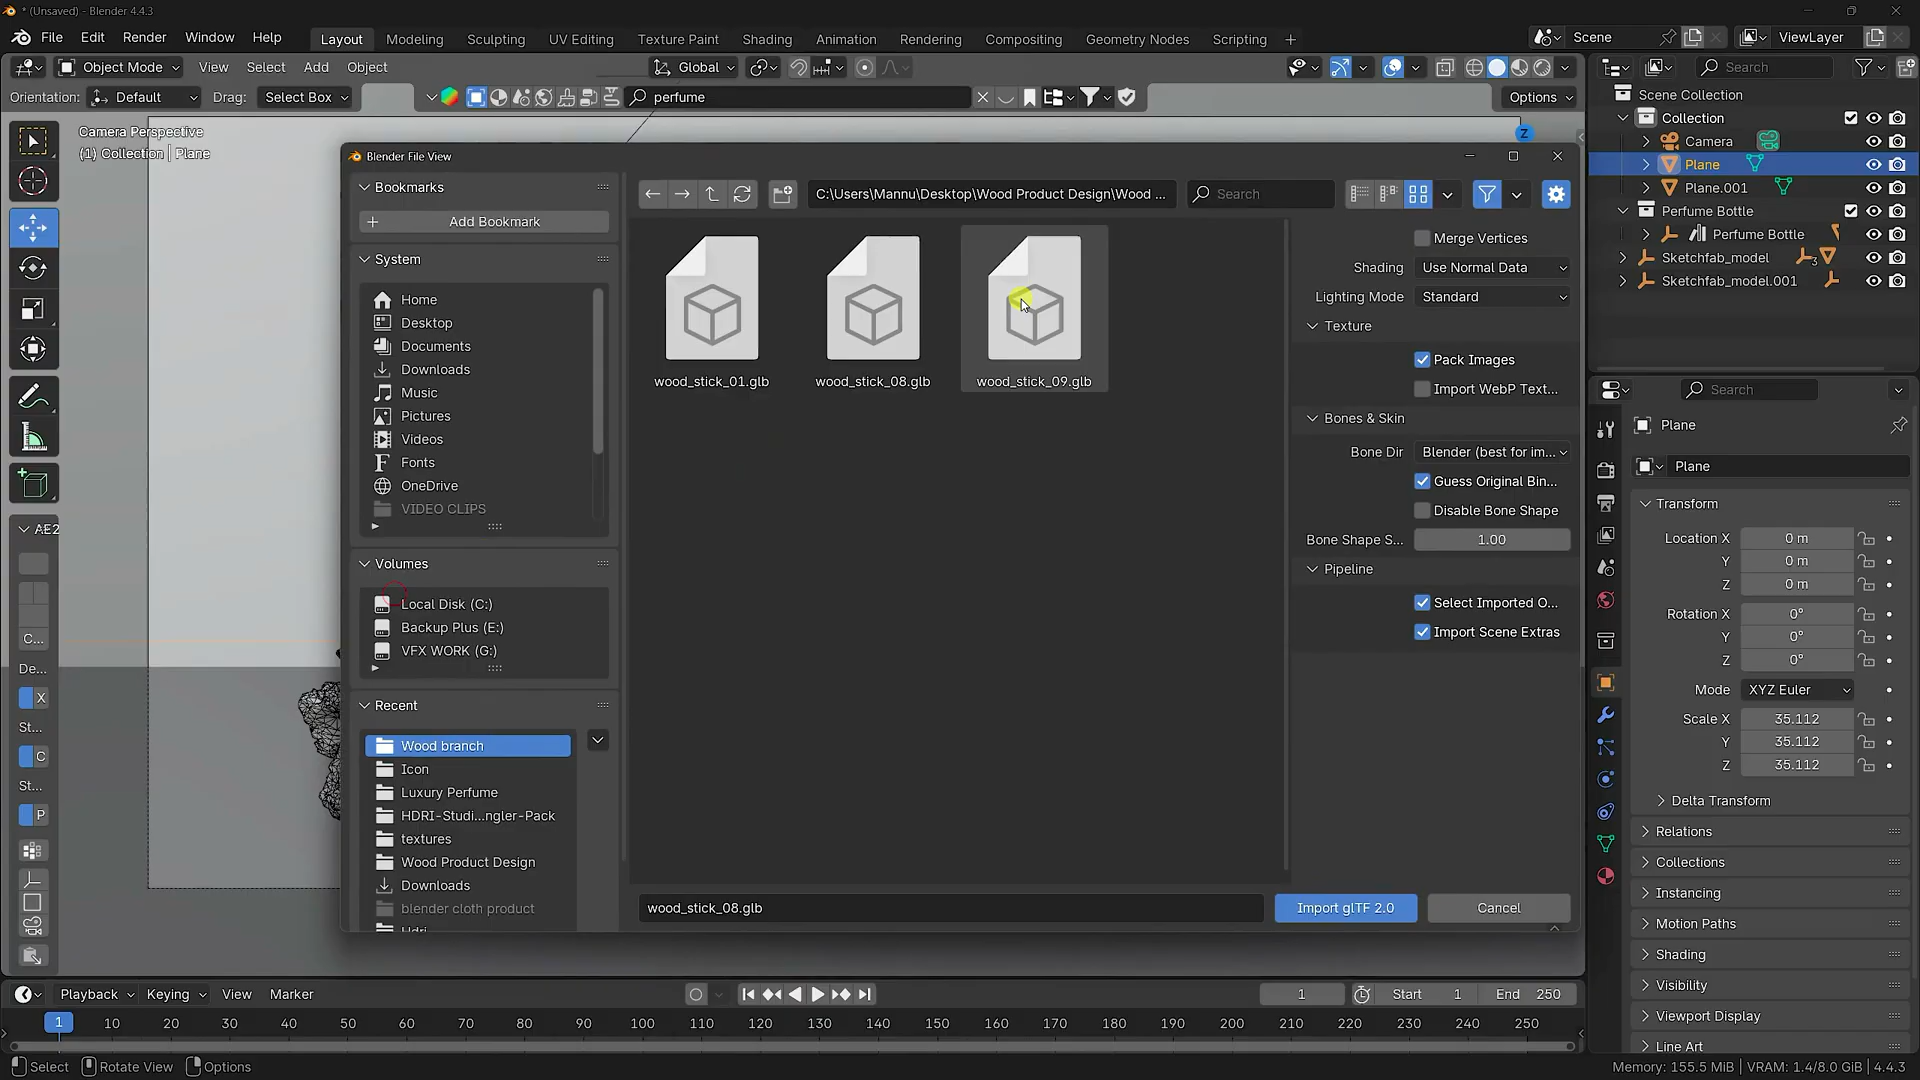 * (Unsaved) - Blender 4.4.3
File Edit Render Window Help
Layout Modeling Sculpting UV Editing Texture Paint Shading Animation Rendering Compositing Geometry Nodes Scripting +
Scene
ViewLayer
Object Mode View Select Add Object
Global
Search
Orientation: Default Drag: Select Box
perfume
Options
Camera Perspective
(1) Collection | Plane
Z
Scene Collection
Collection
Camera
Plane
Plane.001
Perfume Bottle
Perfume Bottle
Sketchfab_model
3
Sketchfab_model.001
Blender File View
Bookmarks
Add Bookmark
System
Home
Desktop
Documents
Downloads
Music
Pictures
Videos
Fonts
OneDrive
VIDEO CLIPS
Volumes
Local Disk (C:)
Backup Plus (E:)
VFX WORK (G:)
Recent
Wood branch
Icon
Luxury Perfume
HDRI-Studi...ngler-Pack
textures
Wood Product Design
Downloads
blender cloth product
Hdri
C:\Users\Mannu\Desktop\Wood Product Design\Wood ...
Search
wood_stick_01.glb
wood_stick_08.glb
wood_stick_09.glb
Merge Vertices
Shading Use Normal Data
Lighting Mode Standard
Texture
Pack Images
Import WebP Text...
Bones & Skin
Bone Dir Blender (best for im...
Guess Original Bin...
Disable Bone Shape
Bone Shape S... 1.00
Pipeline
Select Imported O...
Import Scene Extras
wood_stick_08.glb
Import glTF 2.0
Cancel
AE2
C...
De...
X
St...
C
St...
P
Search
Plane
Plane
Transform
Location X 0 m
Y 0 m
Z 0 m
Rotation X 0°
Y 0°
Z 0°
Mode XYZ Euler
Scale X 35.112
Y 35.112
Z 35.112
Delta Transform
Relations
Collections
Instancing
Motion Paths
Shading
Visibility
Viewport Display
Line Art
Playback Keying View Marker
1
Start 1 End 250
1 10 20 30 40 50 60 70 80 90 100 110 120 130 140 150 160 170 180 190 200 210 220 230 240 250
Select Rotate View Options
Memory: 155.5 MiB | VRAM: 1.4/8.0 GiB | 4.4.3